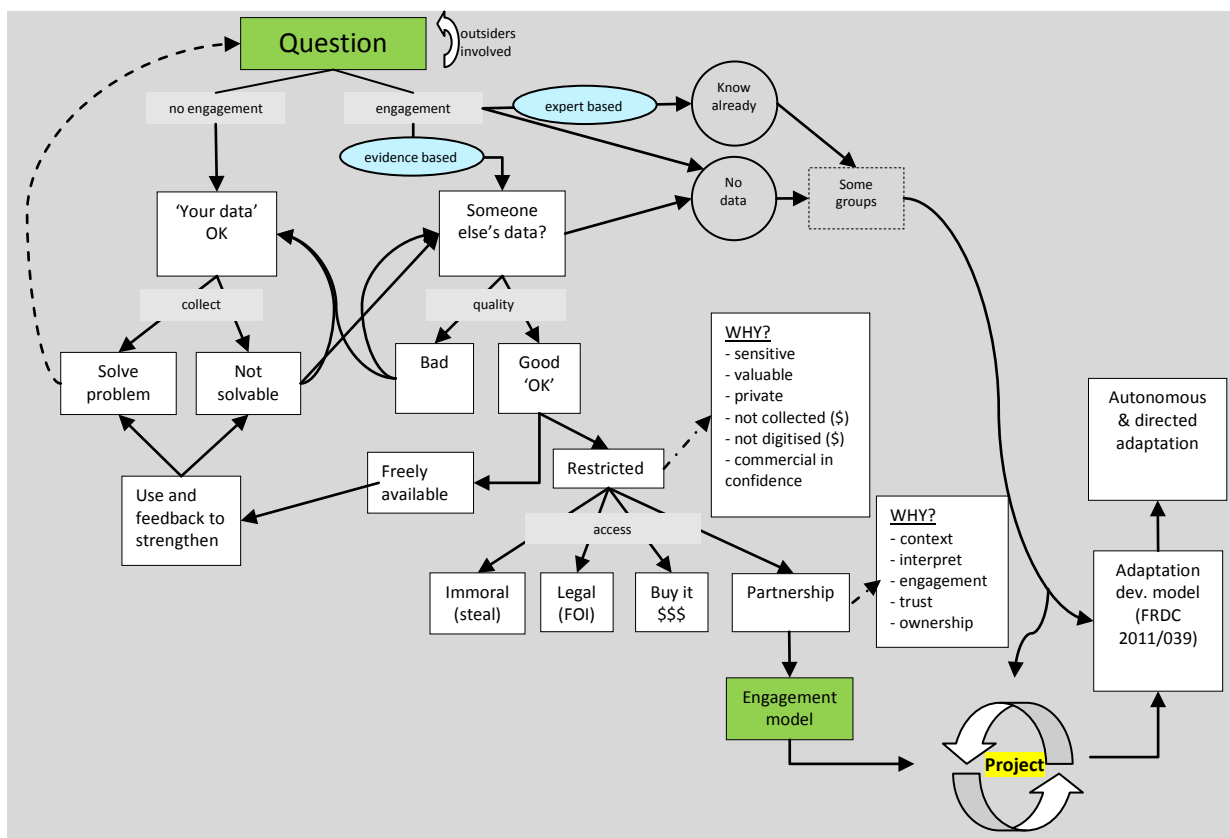 Question
outsiders
involved
no engagement
engagement
expert based
Know
already
evidence based
No
data
Some
groups
‘Your data’
OK
Someone
else’s data?
collect
quality
Solve
problem
Not
solvable
Bad
Good
‘OK’
WHY?
- sensitive
- valuable
- private
- not collected ($)
- not digitised ($)
- commercial in
confidence
Autonomous
& directed
adaptation
Use and
feedback to
strengthen
Freely
available
Restricted
access
WHY?
- context
- interpret
- engagement
- trust
- ownership
Immoral
(steal)
Legal
(FOI)
Buy it
$$$
Partnership
Adaptation
dev. model
(FRDC
2011/039)
Engagement
model
Project